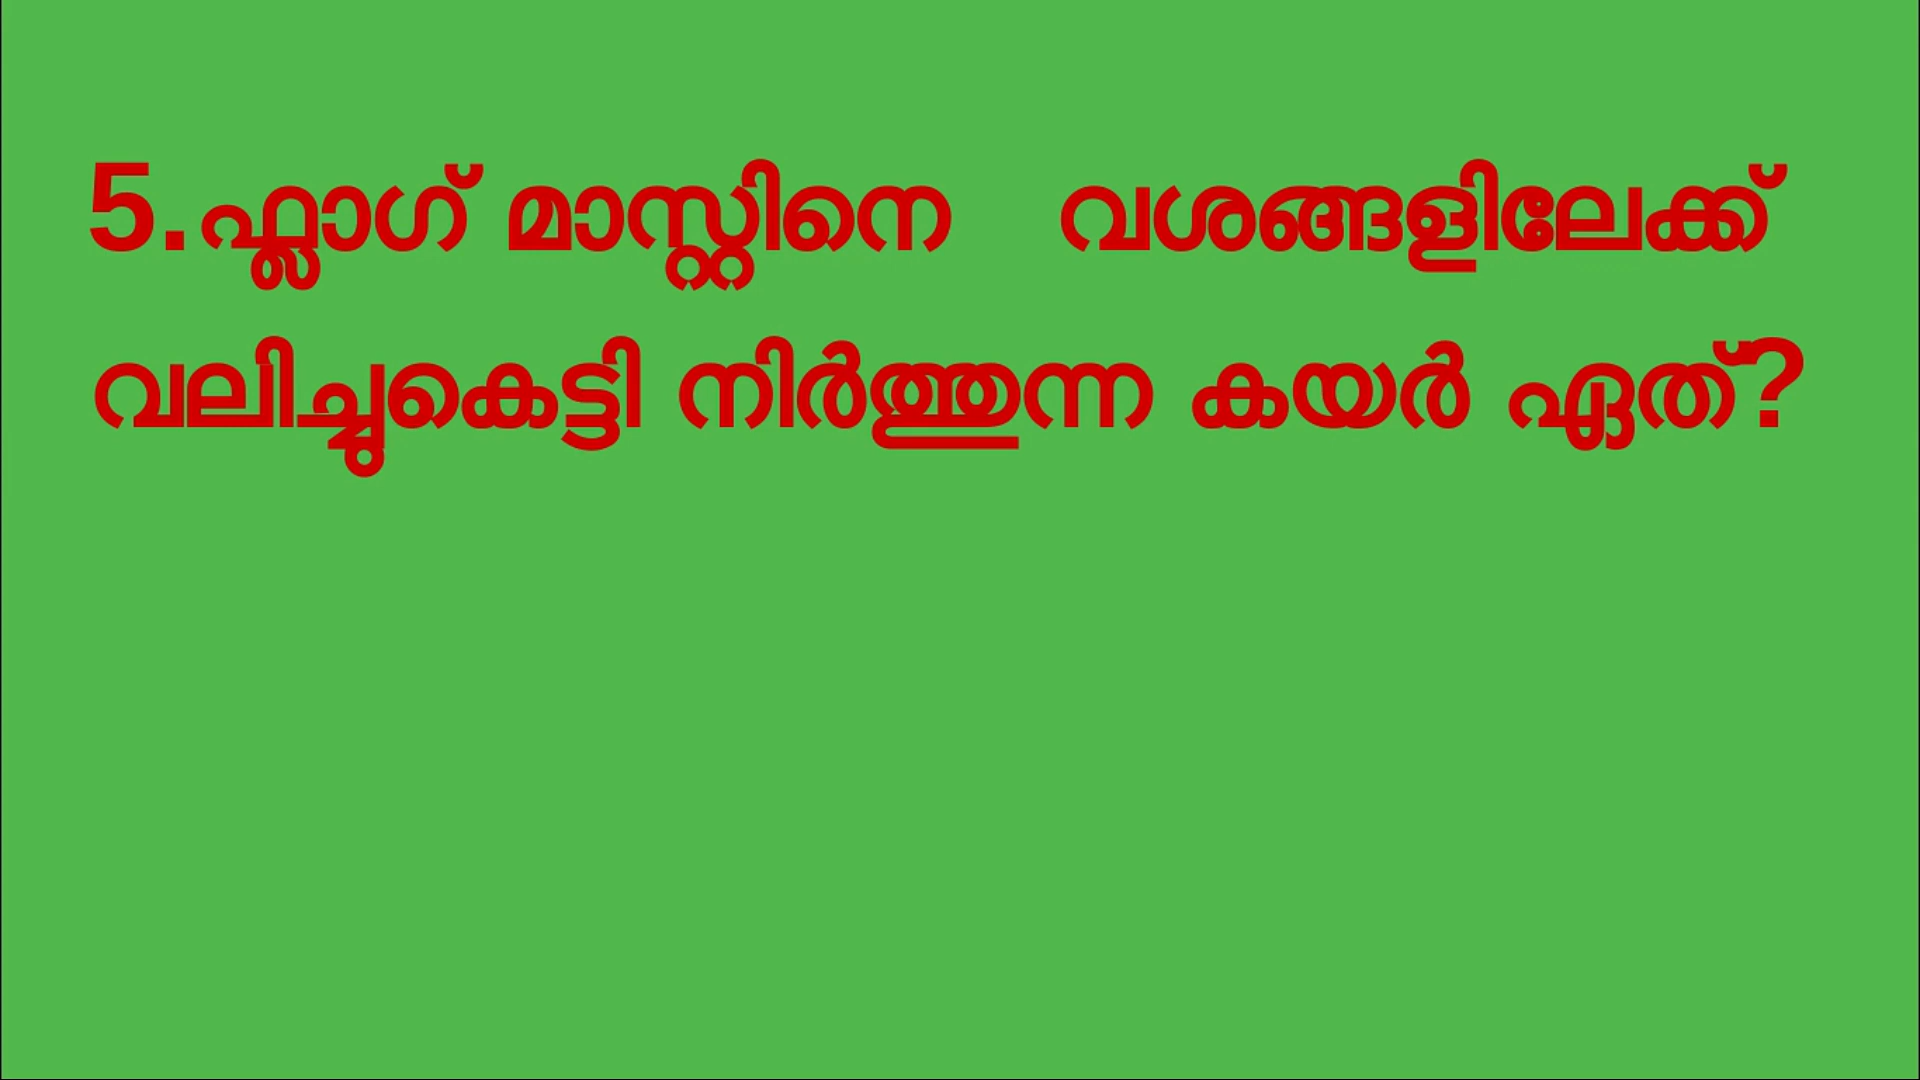 5.ഫ്ലാഗ് മാസ്റ്റിനെ വശങ്ങളിലേക്ക്
വലിച്ചുകെട്ടി നിർത്തുന്ന കയർ ഏത്?